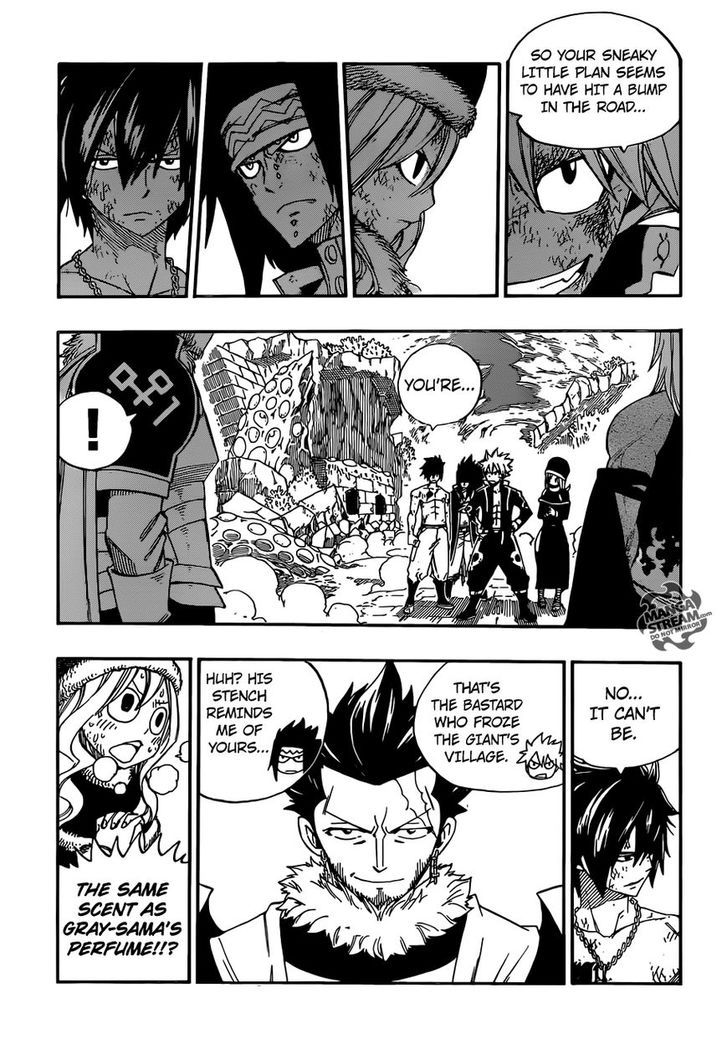 SO YOUR SNEAKY
LITTLE PLAN SEEMS
TO HAVE HIT A BUMP
IN THE ROAD...
YOU'RE...
!
MANGA
STREAM.com
DO NOT MIRROR
NO...
IT CAN'T
BE.
THAT'S
THE BASTARD
WHO FROZE
THE GIANT'S
VILLAGE.
HUH? HIS
STENCH
REMINDS
ME OF
YOURS...
THE SAME
SCENT AS
GRAY-SAMA'S
PERFUME!!?